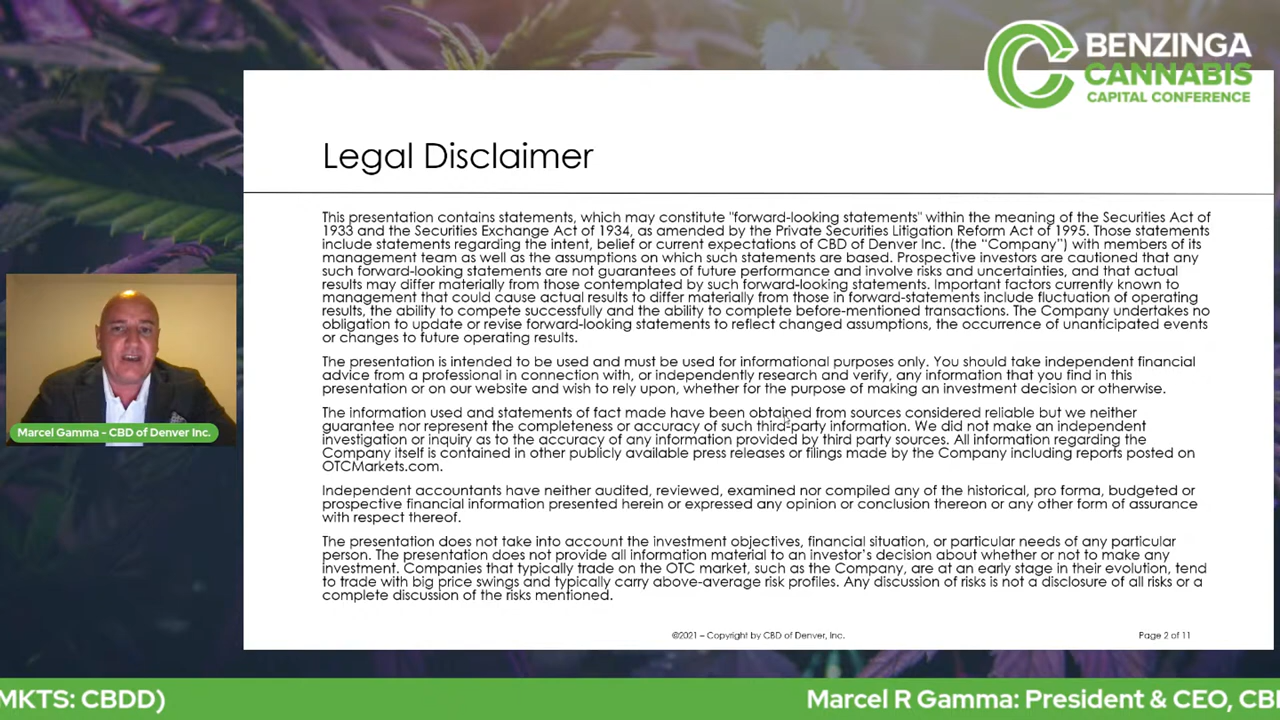 BENZINGA
CANNABIS
CAPITAL CONFERENCE
Legal Disclaimer
This presentation contains statements, which may constitute "forward-looking statements" within the meaning of the Securities Act of
1933 and the Securities Exchange Act of 1934, as amended by the Private Securities Litigation Reform Act of 1995. Those statements
include statements regarding the intent, belief or current expectations of CBD of Denver Inc. (the “Company”) with members of its
management team as well as the assumptions on which such statements are based. Prospective investors are cautioned that any
such forward-looking statements are not guarantees of future performance and involve risks and uncertainties, and that actual
results may differ materially from those contemplated by such forward-looking statements. Important factors currently known to
management that could cause actual results to differ materially from those in forward-statements include fluctuation of operating
results, the ability to compete successfully and the ability to complete before-mentioned transactions. The Company undertakes no
obligation to update or revise forward-looking statements to reflect changed assumptions, the occurrence of unanticipated events
or changes to future operating results.
The presentation is intended to be used and must be used for informational purposes only. You should take independent financial
advice from a professional in connection with, or independently research and verify, any information that you find in this
presentation or on our website and wish to rely upon, whether for the purpose of making an investment decision or otherwise.
The information used and statements of fact made have been obtained from sources considered reliable but we neither
guarantee nor represent the completeness or accuracy of such third-party information. We did not make an independent
investigation or inquiry as to the accuracy of any information provided by third party sources. All information regarding the
Company itself is contained in other publicly available press releases or filings made by the Company including reports posted on
OTCMarkets.com.
Independent accountants have neither audited, reviewed, examined nor compiled any of the historical, pro forma, budgeted or
prospective financial information presented herein or expressed any opinion or conclusion thereon or any other form of assurance
with respect thereof.
The presentation does not take into account the investment objectives, financial situation, or particular needs of any particular
person. The presentation does not provide all information material to an investor’s decision about whether or not to make any
investment. Companies that typically trade on the OTC market, such as the Company, are at an early stage in their evolution, tend
to trade with big price swings and typically carry above-average risk profiles. Any discussion of risks is not a disclosure of all risks or a
complete discussion of the risks mentioned.
©2021 – Copyright by CBD of Denver, Inc.
Page 2 of 11
Marcel Gamma - CBD of Denver Inc.
MKTS: CBDD)
Marcel R Gamma: President & CEO, CBI